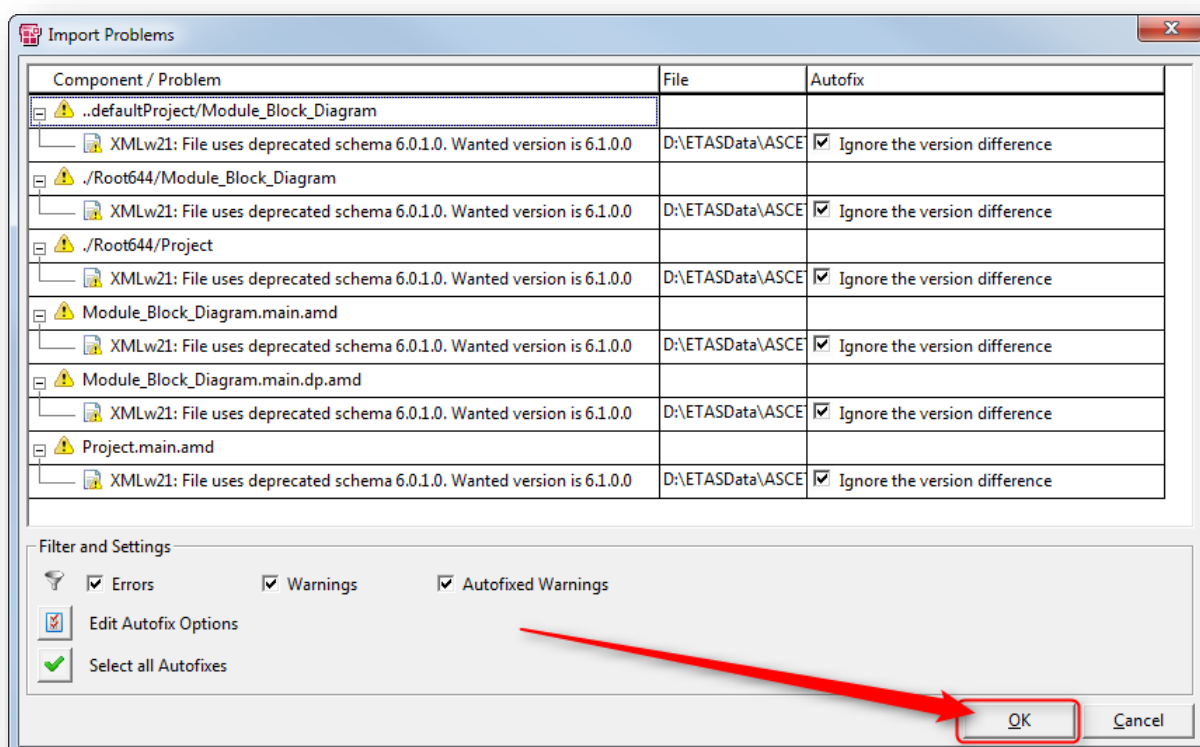 Import Problems
Component / Problem File Autofix
..defaultProject/Module_Block_Diagram
XMLw21: File uses deprecated schema 6.0.1.0. Wanted version is 6.1.0.0 D:\ETASData\ASCET Ignore the version difference
./Root644/Module_Block_Diagram
XMLw21: File uses deprecated schema 6.0.1.0. Wanted version is 6.1.0.0 D:\ETASData\ASCET Ignore the version difference
./Root644/Project
XMLw21: File uses deprecated schema 6.0.1.0. Wanted version is 6.1.0.0 D:\ETASData\ASCET Ignore the version difference
Module_Block_Diagram.main.amd
XMLw21: File uses deprecated schema 6.0.1.0. Wanted version is 6.1.0.0 D:\ETASData\ASCET Ignore the version difference
Module_Block_Diagram.main.dp.amd
XMLw21: File uses deprecated schema 6.0.1.0. Wanted version is 6.1.0.0 D:\ETASData\ASCET Ignore the version difference
Project.main.amd
XMLw21: File uses deprecated schema 6.0.1.0. Wanted version is 6.1.0.0 D:\ETASData\ASCET Ignore the version difference
Filter and Settings
Errors Warnings Autofixed Warnings
Edit Autofix Options
Select all Autofixes
OK Cancel